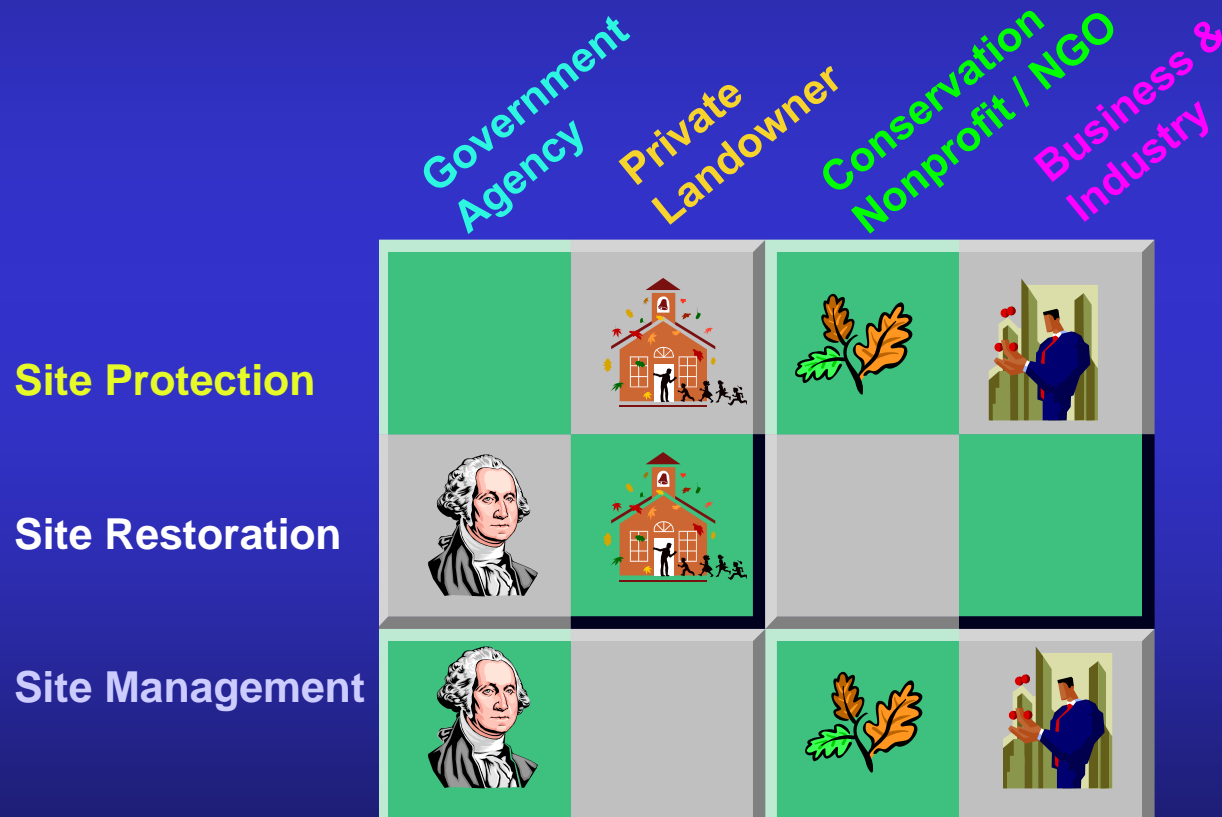 Government
Agency
Private
Landowner
Conservation
Nonprofit / NGO
Business &
Industry
Site Protection
Site Restoration
Site Management